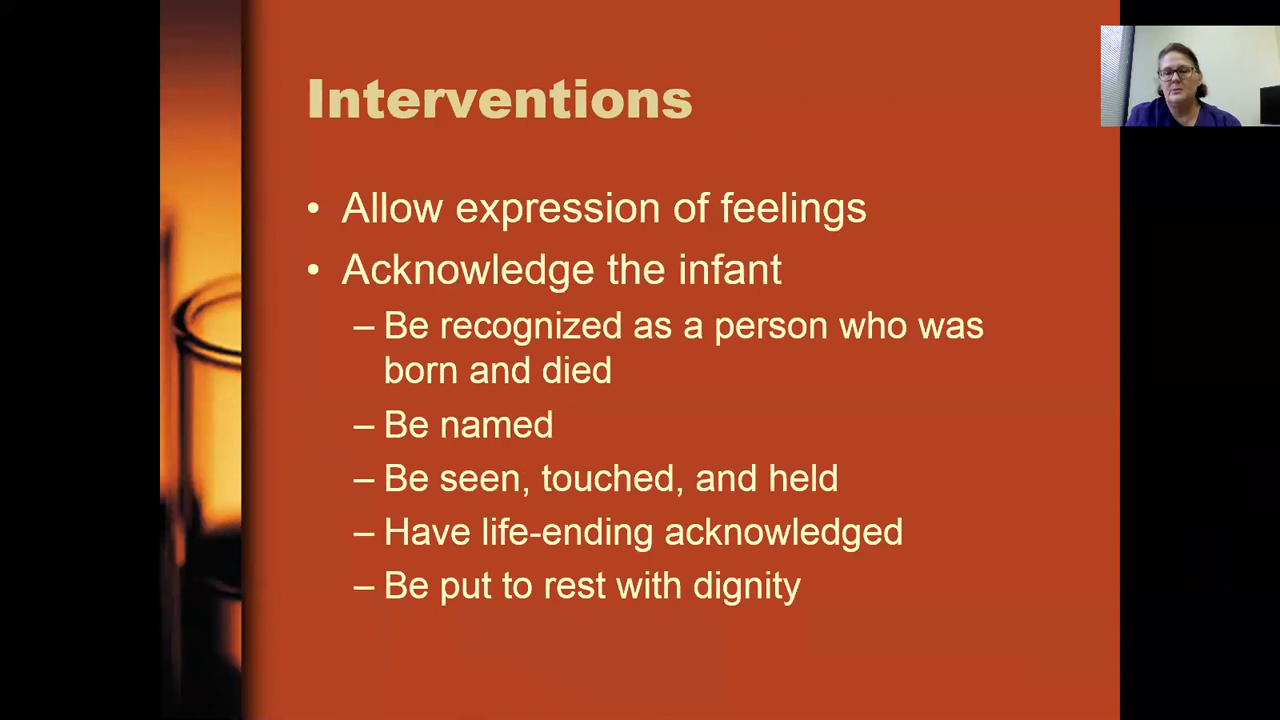 Interventions
• Allow expression of feelings
• Acknowledge the infant
– Be recognized as a person who was
born and died
– Be named
– Be seen, touched, and held
– Have life-ending acknowledged
– Be put to rest with dignity